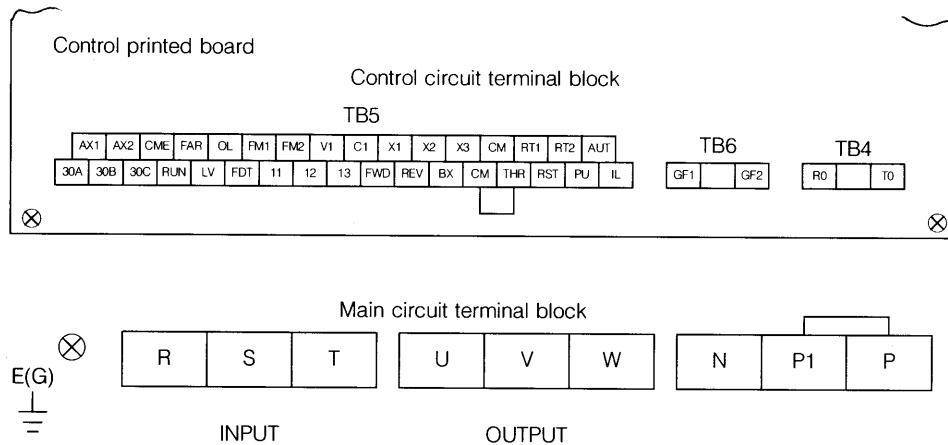 Control printed board
Control circuit terminal block
TB5
AX1 AX2 CME FAR OL FM1 FM2 V1 C1 X1 X2 X3 CM RT1 RT2 AUT
30A 30B 30C RUN LV FDT 11 12 13 FWD REV BX CM THR RST PU IL
TB6
GF1 GF2
TB4
R0 T0
Main circuit terminal block
E(G)
R S T U V W N P1 P
INPUT OUTPUT